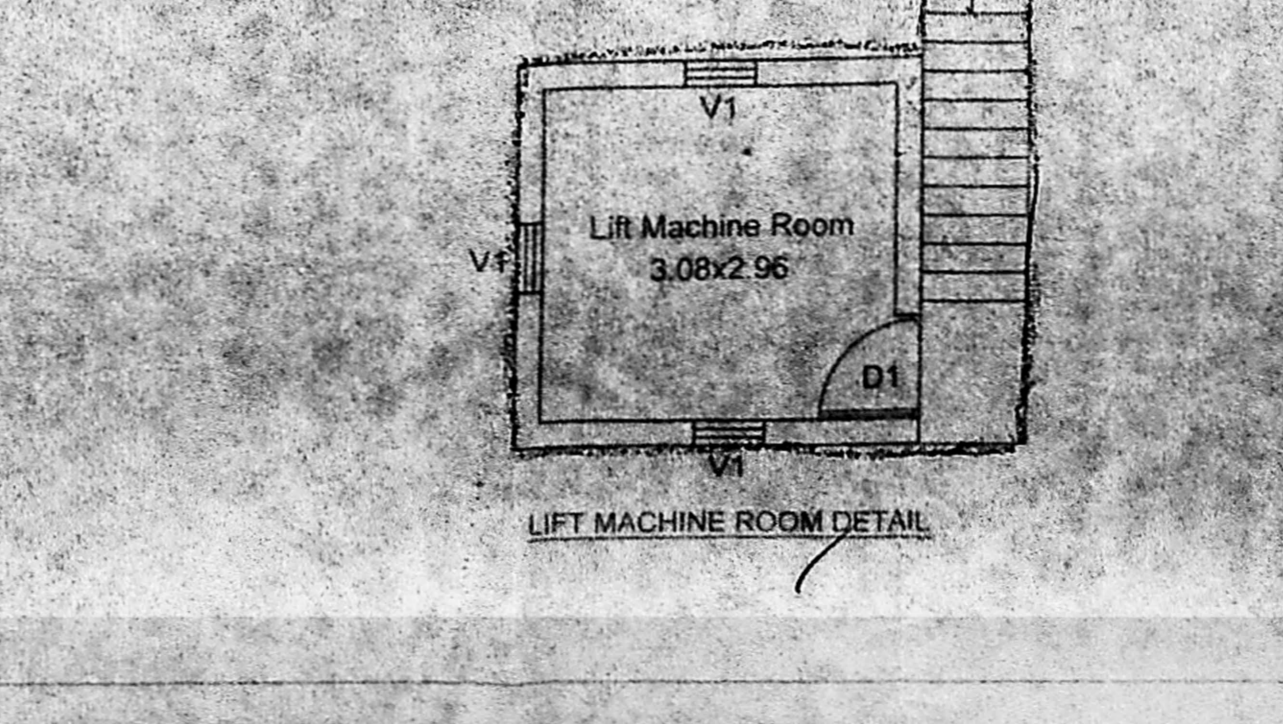 V1
Lift Machine Room
V1
3.08x2.96
D1
V1
LIFT MACHINE ROOM DETAIL